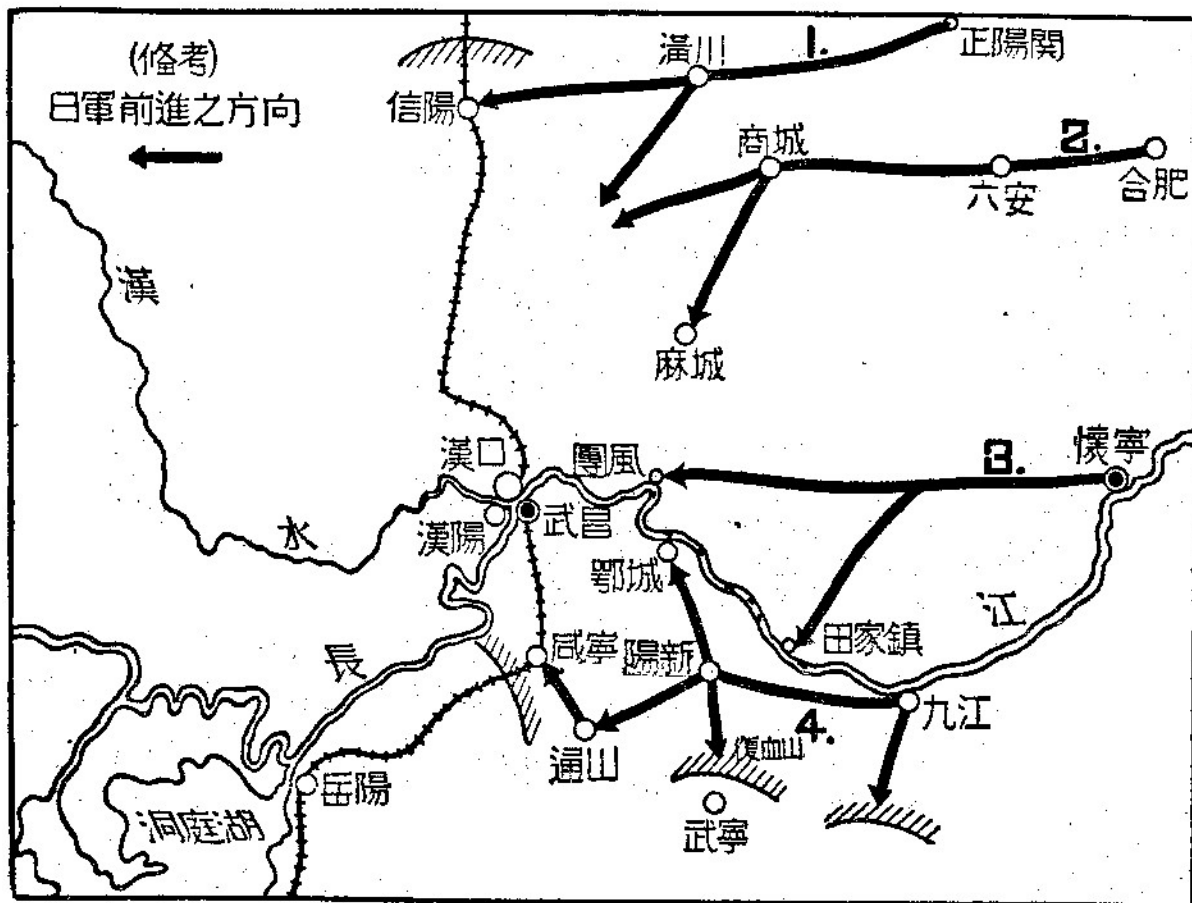 (俻考)
日軍前進之方向
1.
正陽関
潢川
信陽
2.
商城
六安
合肥
麻城
漢
水
漢口
漢陽
武昌
團風
3.
懷寧
鄂城
田家鎮
長
江
咸寧
陽新
4.
九江
通山
岳陽
洞庭湖
武寧